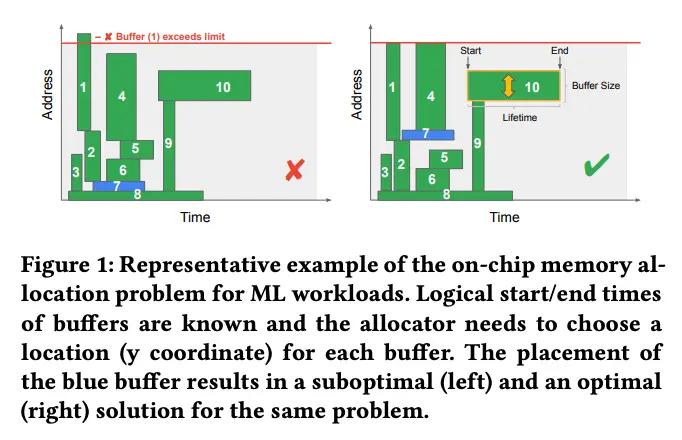 – ✘ Buffer (1) exceeds limit
Address
1
4
10
2
5
9
3
6
7
8
✘
Time
Start
End
Address
1
4
10
Buffer Size
Lifetime
7
9
2
5
3
6
8
✔
Time
Figure 1: Representative example of the on-chip memory al-
location problem for ML workloads. Logical start/end times
of buffers are known and the allocator needs to choose a
location (y coordinate) for each buffer. The placement of
the blue buffer results in a suboptimal (left) and an optimal
(right) solution for the same problem.